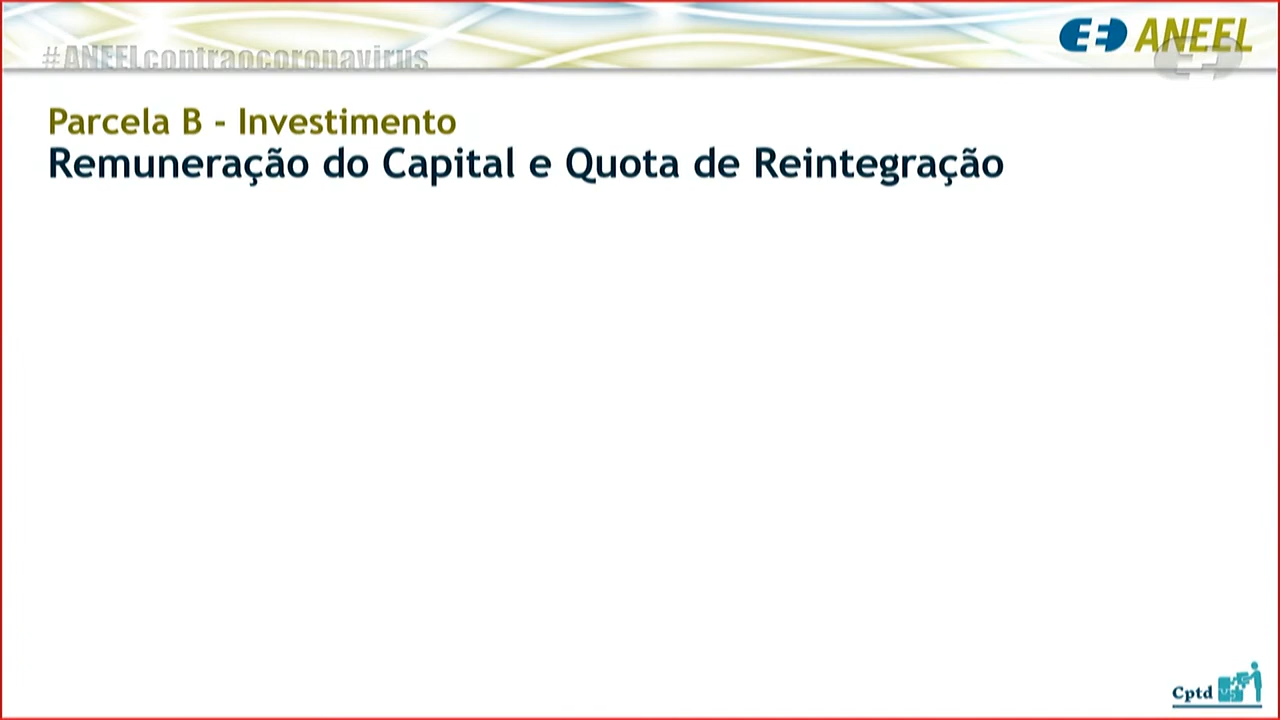 #ANEELcontraocoronavirus
ANEEL
Parcela B - Investimento
Remuneração do Capital e Quota de Reintegração
Cptd